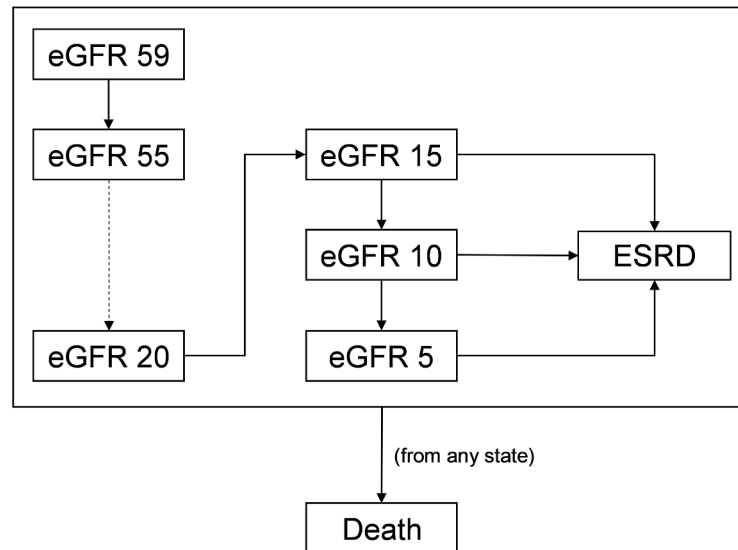 eGFR 59
eGFR 55
eGFR 20
eGFR 15
eGFR 10
eGFR 5
ESRD
(from any state)
Death